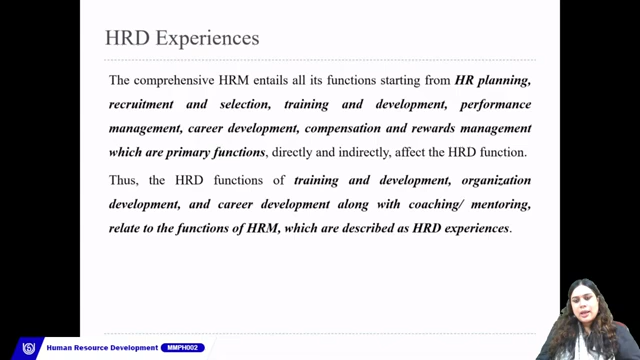 HRD Experiences
The comprehensive HRM entails all its functions starting from HR planning,
recruitment and selection, training and development, performance
management, career development, compensation and rewards management
which are primary functions, directly and indirectly, affect the HRD function.
Thus, the HRD functions of training and development, organization
development, and career development along with coaching/ mentoring,
relate to the functions of HRM, which are described as HRD experiences.
Human Resource Development MMPH002